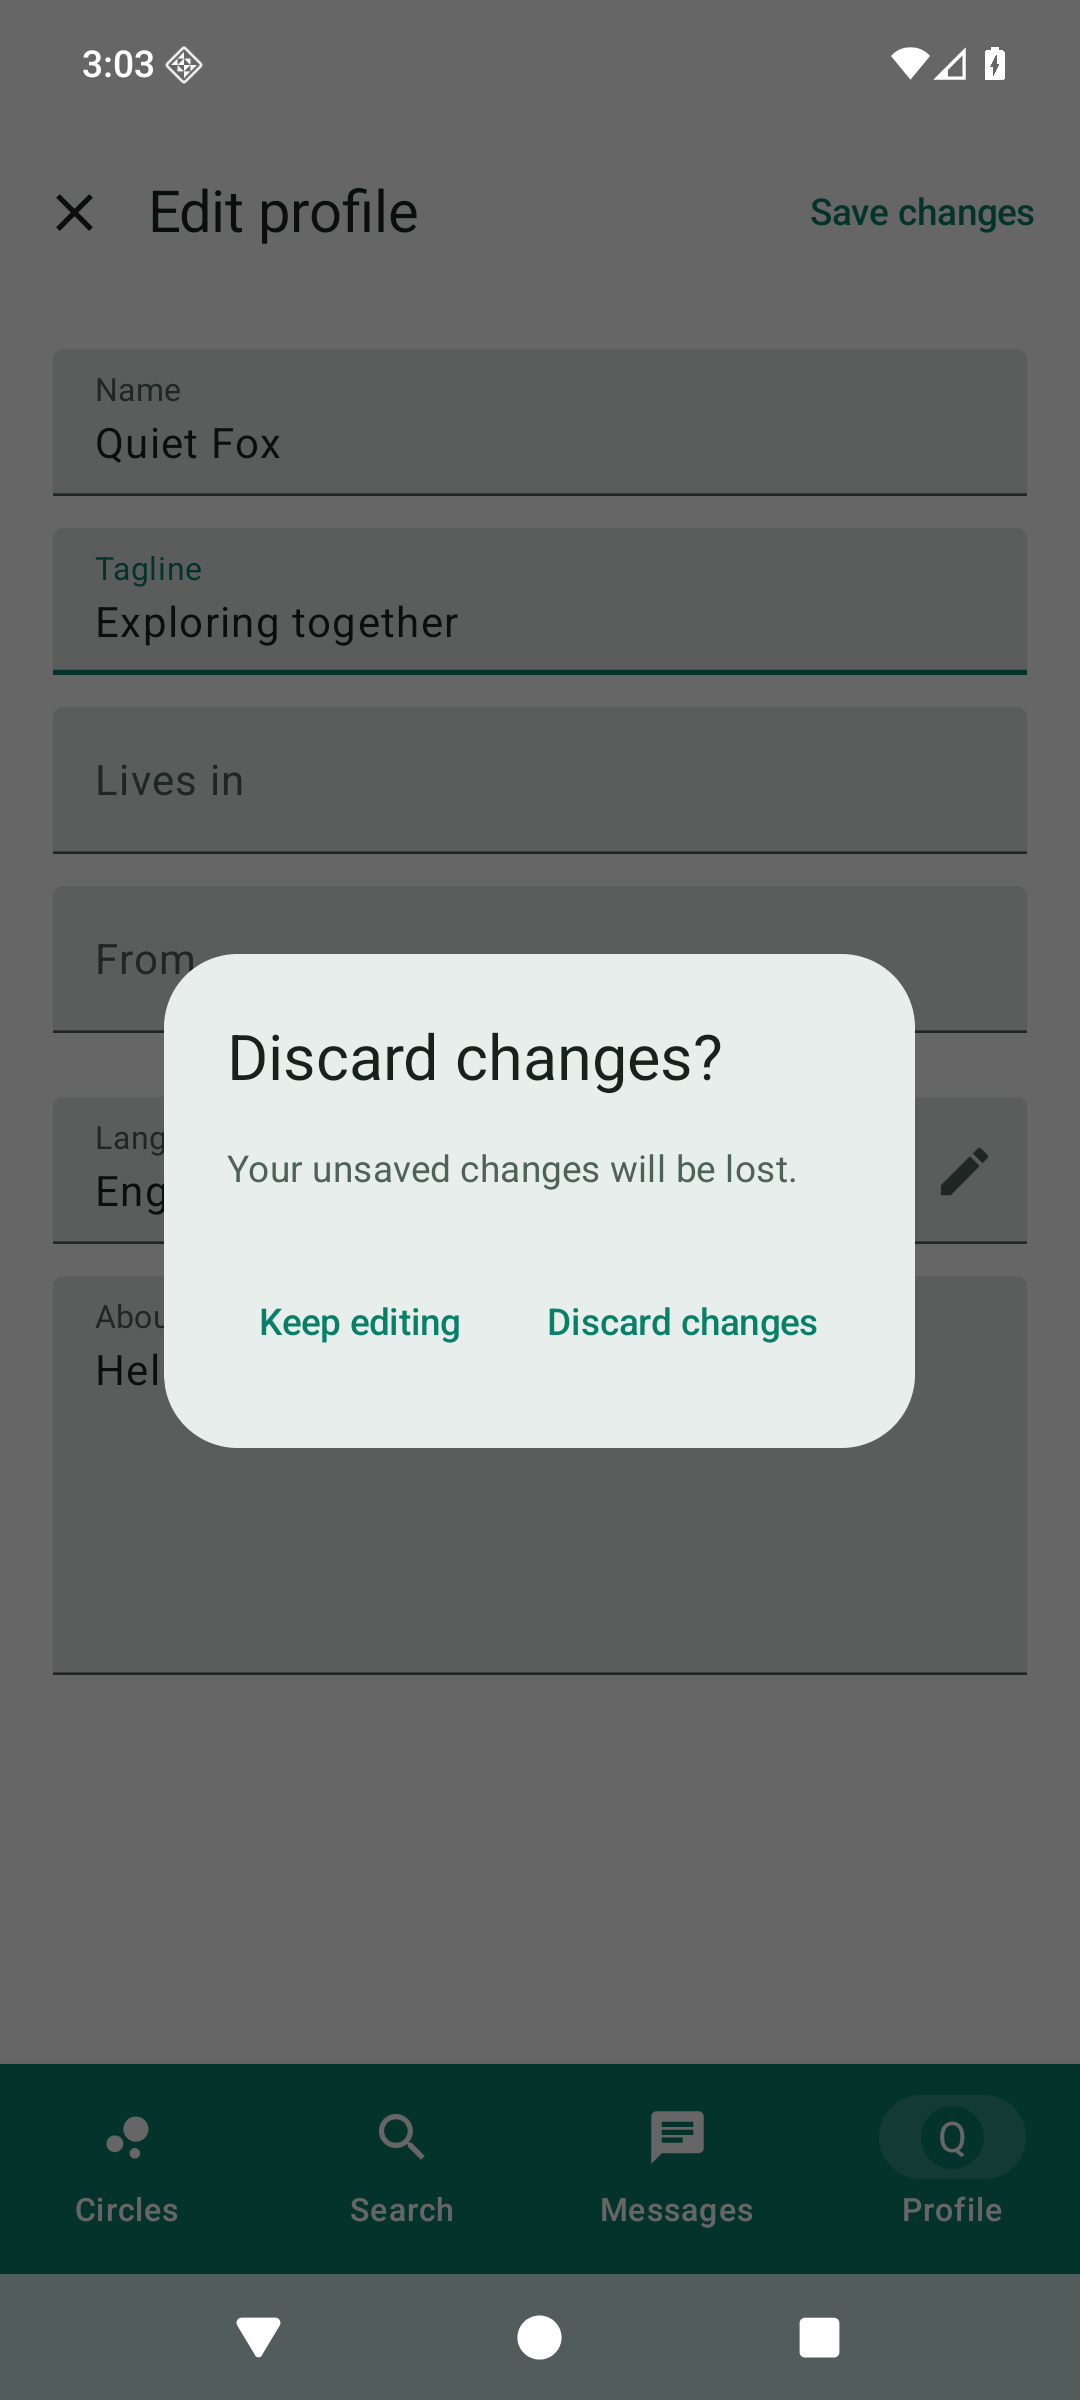 3:03
Edit profile
Save changes
Name
Quiet Fox
Tagline
Exploring together
Lives in
From
Discard changes?
Your unsaved changes will be lost.
Lang
Eng
Keep editing
Discard changes
Abou
Hel
Circles
Search
Messages
Q
Profile